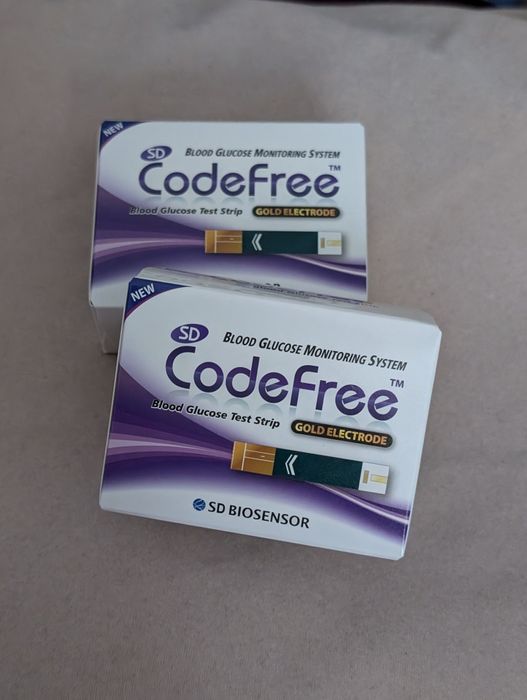 NEW
SD
BLOOD GLUCOSE MONITORING SYSTEM
CodeFree™
Blood Glucose Test Strip GOLD ELECTRODE
NEW
SD
BLOOD GLUCOSE MONITORING SYSTEM
CodeFree™
Blood Glucose Test Strip GOLD ELECTRODE
SD BIOSENSOR